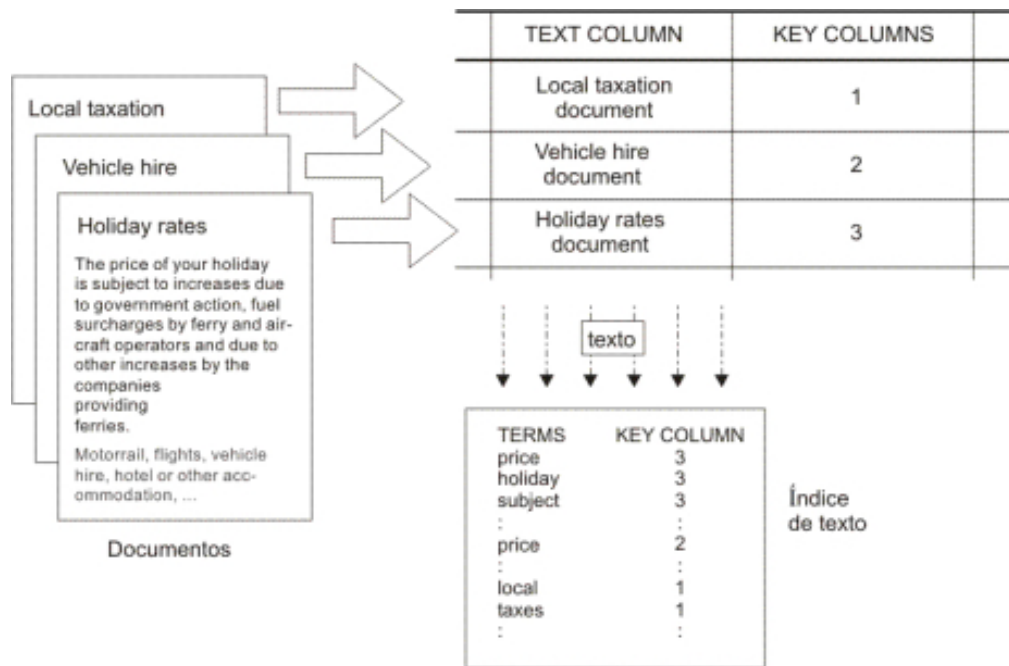 Local taxation
Vehicle hire
Holiday rates
The price of your holiday
is subject to increases due
to government action, fuel
surcharges by ferry and air-
craft operators and due to
other increases by the
companies
providing
ferries.
Motorrail, flights, vehicle
hire, hotel or other acc-
ommodation, ...
Documentos
TEXT COLUMN KEY COLUMNS
Local taxation
document 1
Vehicle hire
document 2
Holiday rates
document 3
texto
TERMS KEY COLUMN
price 3
holiday 3
subject 3
: :
price 2
: :
local 1
taxes 1
: :
Índice
de texto